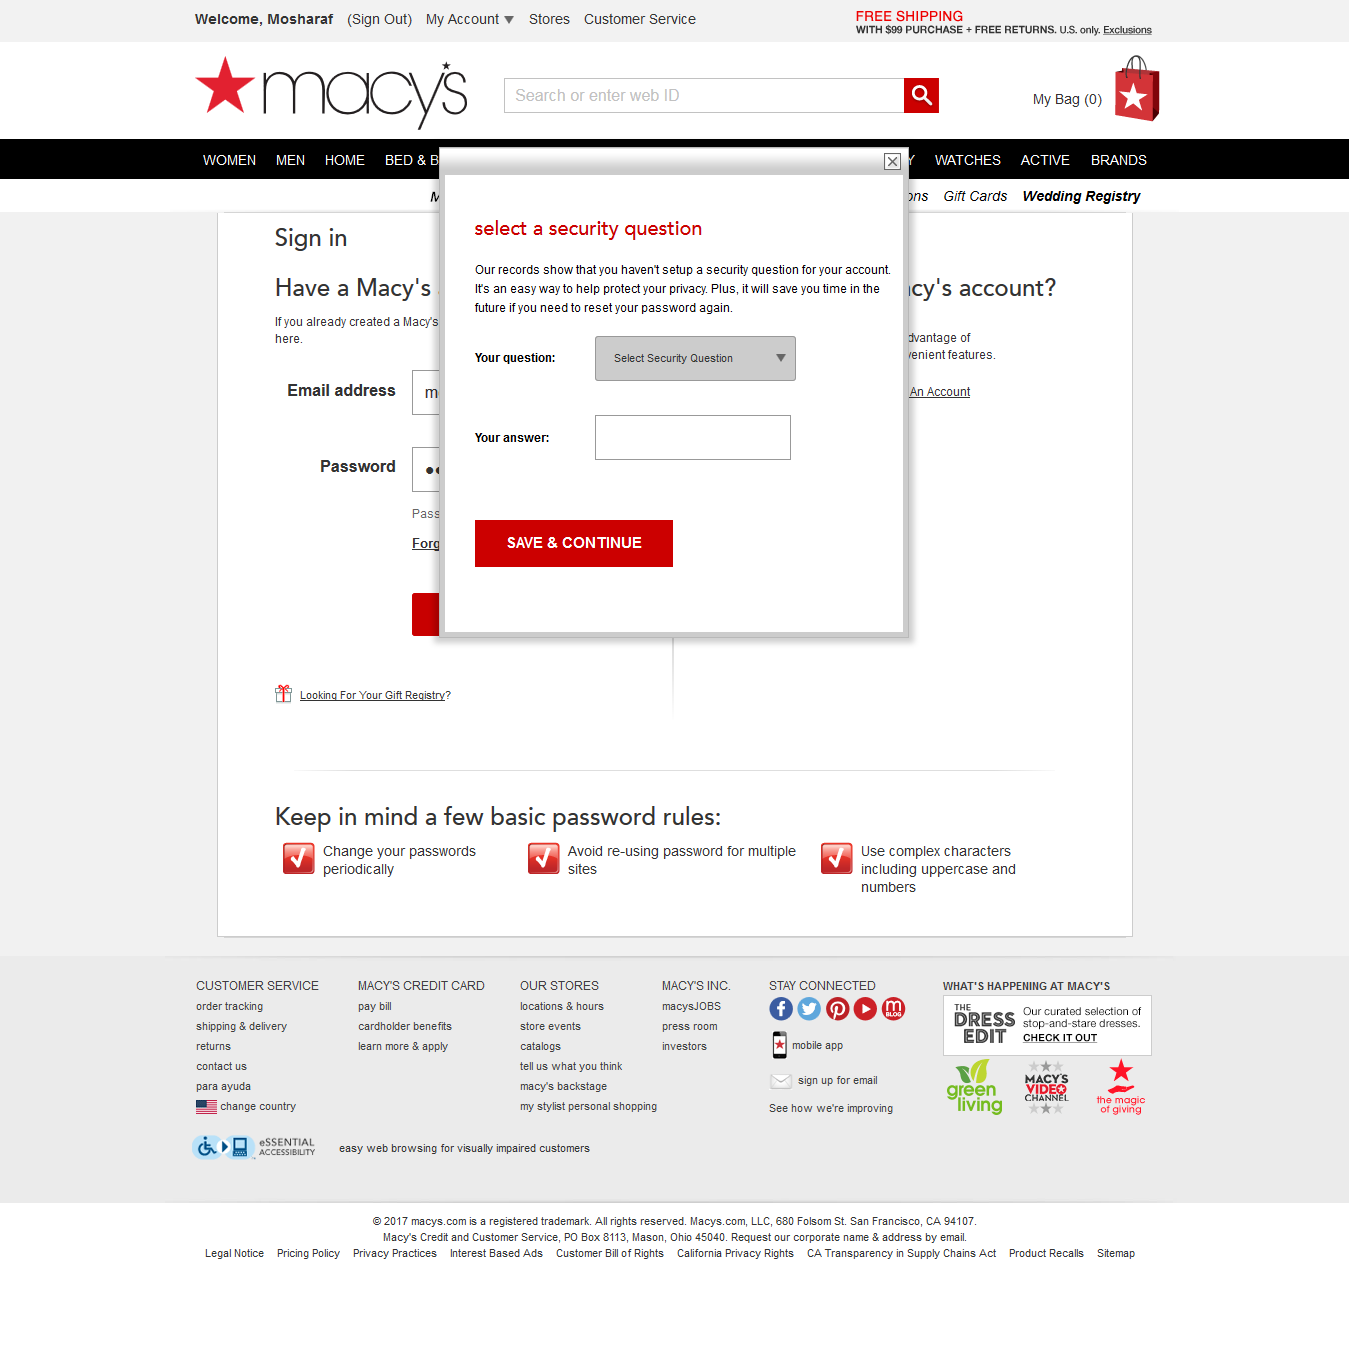 Welcome, Mosharaf (Sign Out) My Account Stores Customer Service
FREE SHIPPING
WITH $99 PURCHASE + FREE RETURNS. U.S. only. Exclusions
macy's
Search or enter web ID
My Bag (0)
WOMEN MEN HOME BED & B Y WATCHES ACTIVE BRANDS
M ons Gift Cards Wedding Registry
Sign in
Have a Macy's
cy's account?
If you already created a Macy's
here.
dvantage of
venient features.
An Account
Email address
m
Password
Pass
Forg
select a security question
Our records show that you haven't setup a security question for your account.
It's an easy way to help protect your privacy. Plus, it will save you time in the
future if you need to reset your password again.
Your question: Select Security Question
Your answer:
SAVE & CONTINUE
Looking For Your Gift Registry?
Keep in mind a few basic password rules:
Change your passwords
periodically
Avoid re-using password for multiple
sites
Use complex characters
including uppercase and
numbers
CUSTOMER SERVICE
order tracking
shipping & delivery
returns
contact us
para ayuda
change country
MACY'S CREDIT CARD
pay bill
cardholder benefits
learn more & apply
OUR STORES
locations & hours
store events
catalogs
tell us what you think
macy's backstage
my stylist personal shopping
MACY'S INC.
macysJOBS
press room
investors
STAY CONNECTED
m
BLOG
mobile app
sign up for email
See how we're improving
WHAT'S HAPPENING AT MACY'S
THE
DRESS
EDIT
Our curated selection of
stop-and-stare dresses.
CHECK IT OUT
green
living
MACY'S
VIDEO
CHANNEL
the magic
of giving
eSSENTIAL
ACCESSIBILITY
easy web browsing for visually impaired customers
© 2017 macys.com is a registered trademark. All rights reserved. Macys.com, LLC, 680 Folsom St. San Francisco, CA 94107.
Macy's Credit and Customer Service, PO Box 8113, Mason, Ohio 45040. Request our corporate name & address by email.
Legal Notice Pricing Policy Privacy Practices Interest Based Ads Customer Bill of Rights California Privacy Rights CA Transparency in Supply Chains Act Product Recalls Sitemap